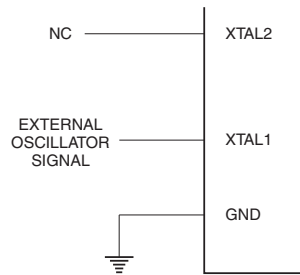 NC
XTAL2
EXTERNAL
OSCILLATOR
SIGNAL
XTAL1
GND